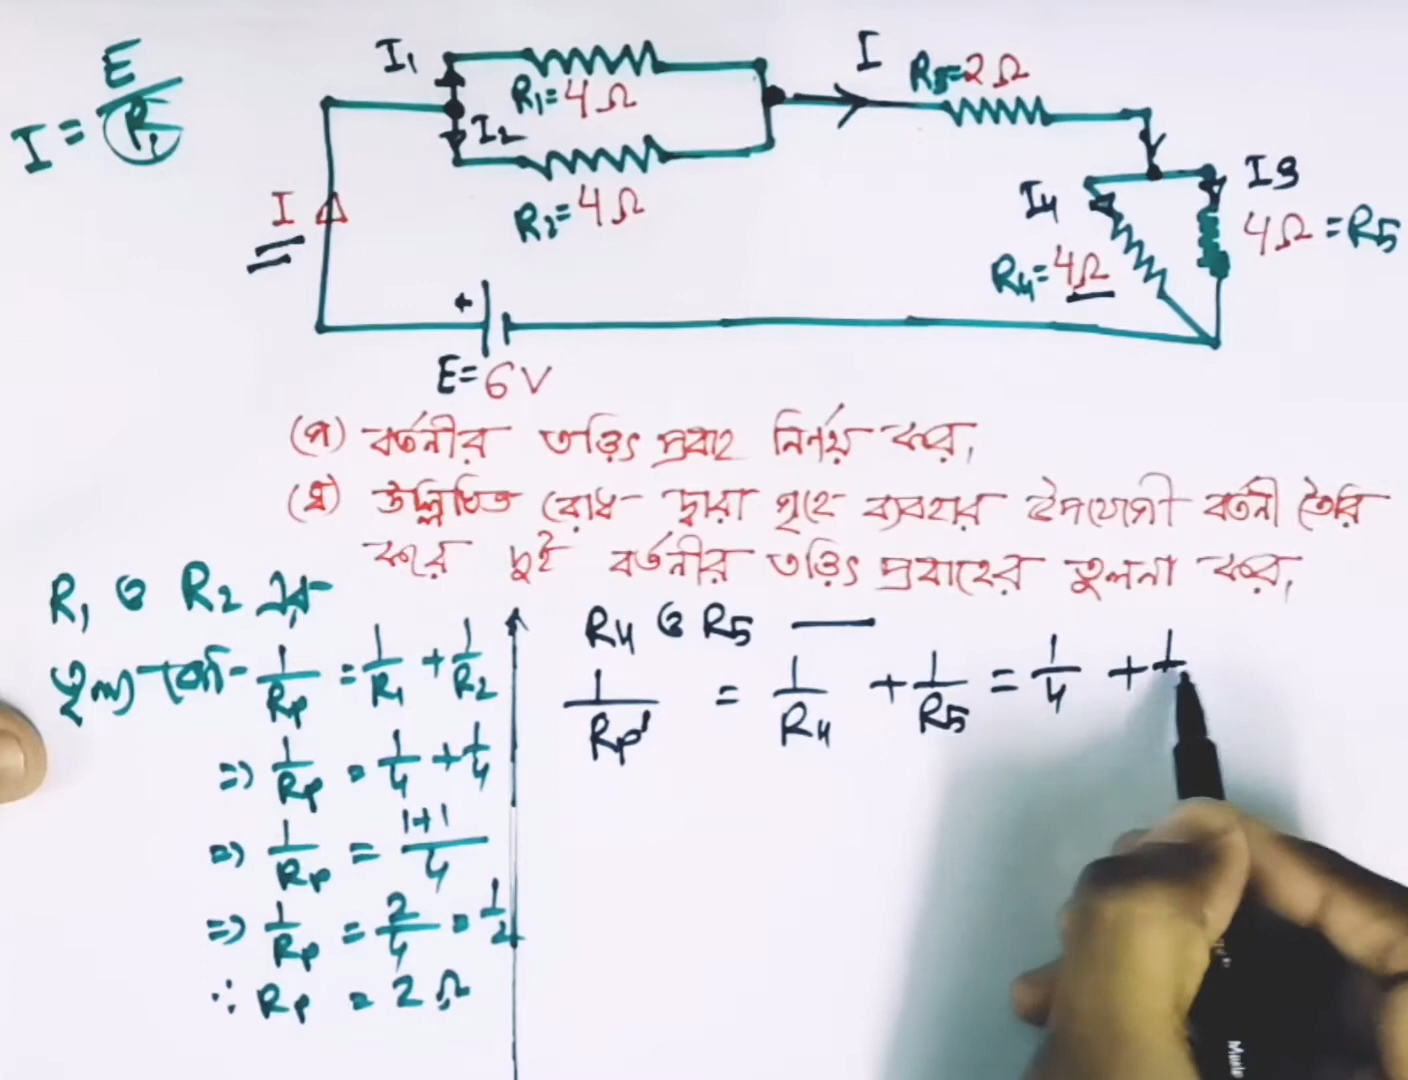 I = E/R₁
I₁
R₁=4Ω
I₂
R₂=4Ω
I
R₃=2Ω
I
I₄
I3
R₄=4Ω
4Ω=R5
+
E=6V
(গ) বর্তনীর তড়িৎ প্রবাহ নির্ণয় কর,
(ঘ) উল্লিখিত রোধ দ্বারা গৃহে ব্যবহার উপযোগী বর্তনী তৈরি
করে দুই বর্তনীর তড়িৎ প্রবাহের তুলনা কর,
R₁ ও R₂ এর
তুল্য রোধ 1/Rp = 1/R₁ + 1/R₂
=> 1/Rp = 1/4 + 1/4
=> 1/Rp = 1+1/4
=> 1/Rp = 2/4 = 1/2
∴ Rp = 2Ω
R₄ ও R5 —
1/Rp' = 1/R₄ + 1/R5 = 1/4 + 1